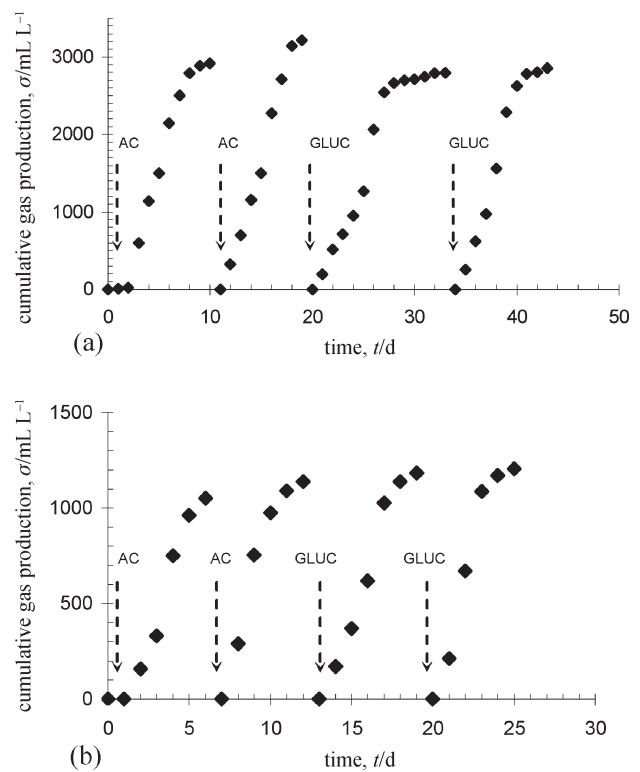 cumulative gas production, σ/mL L⁻¹
3000
2000
1000
0
AC
AC
GLUC
GLUC
0
10
20
30
40
50
(a)
time, t/d
cumulative gas production, σ/mL L⁻¹
1500
1000
500
0
AC
AC
GLUC
GLUC
0
5
10
15
20
25
30
(b)
time, t/d